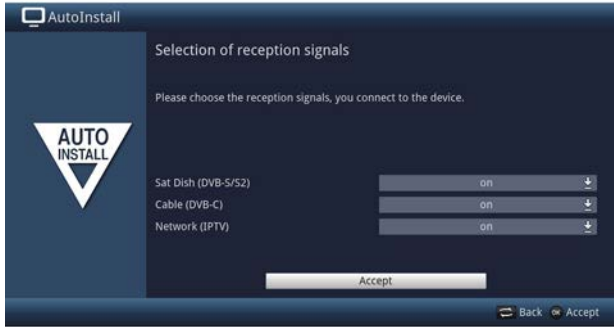 AutoInstall
Selection of reception signals
Please choose the reception signals, you connect to the device.
AUTO
INSTALL
Sat Dish (DVB-S/S2) on
Cable (DVB-C) on
Network (IPTV) on
Accept
Back OK Accept